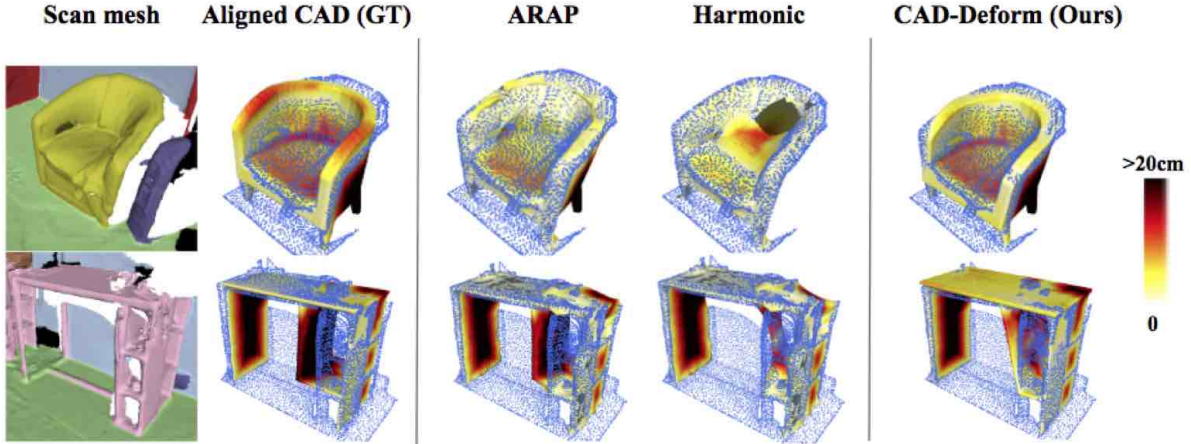 Scan mesh
Aligned CAD (GT)
ARAP
Harmonic
CAD-Deform (Ours)
>20cm
0